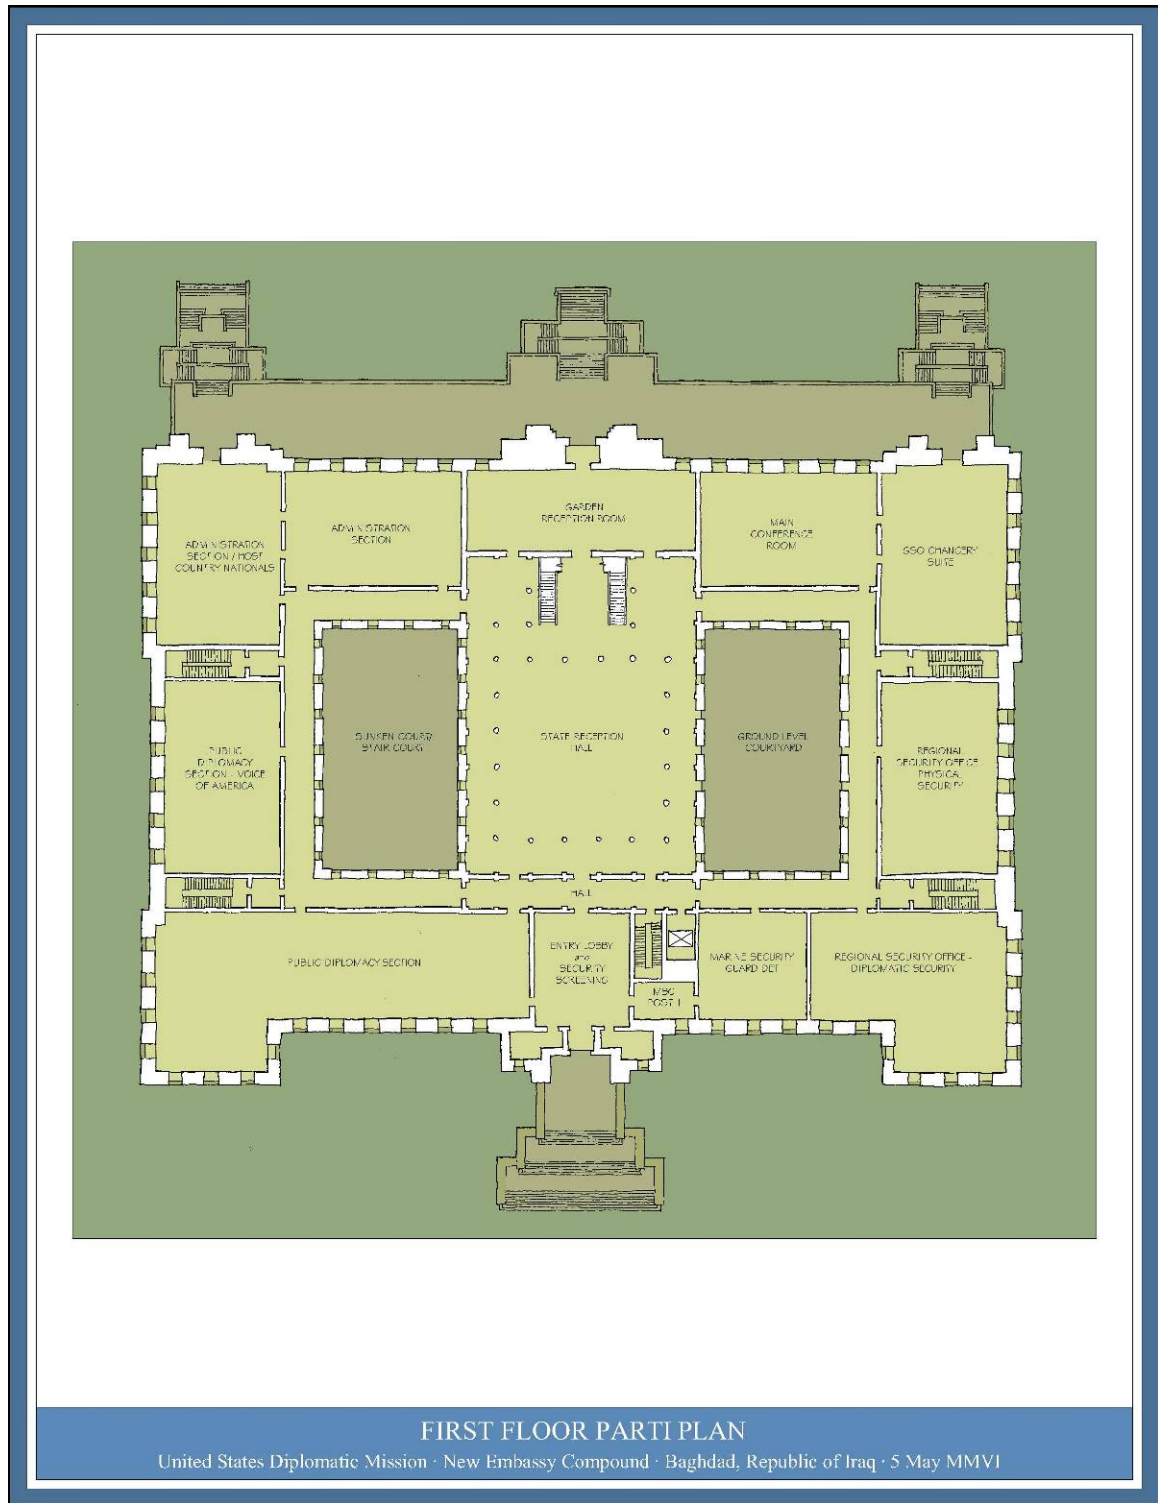 GARDEN
RECEPTION ROOM
ADMINISTRATION
SECTION
MAIN
CONFERENCE
ROOM
ADMINISTRATION
SECTION / HOST
COUNTRY NATIONALS
GSO CHANCERY
SUITE
SUNKEN COURT/
STAIR COURT
STATE RECEPTION
HALL
GROUND LEVEL
COURTYARD
PUBLIC
DIPLOMACY
SECTION - VOICE
OF AMERICA
REGIONAL
SECURITY OFFICE
PHYSICAL
SECURITY
HALL
PUBLIC DIPLOMACY SECTION
ENTRY LOBBY
and
SECURITY
SCREENING
MARINE SECURITY
GUARD DET
REGIONAL SECURITY OFFICE -
DIPLOMATIC SECURITY
MSG
POST 1
FIRST FLOOR PARTI PLAN
United States Diplomatic Mission · New Embassy Compound · Baghdad, Republic of Iraq · 5 May MMVI